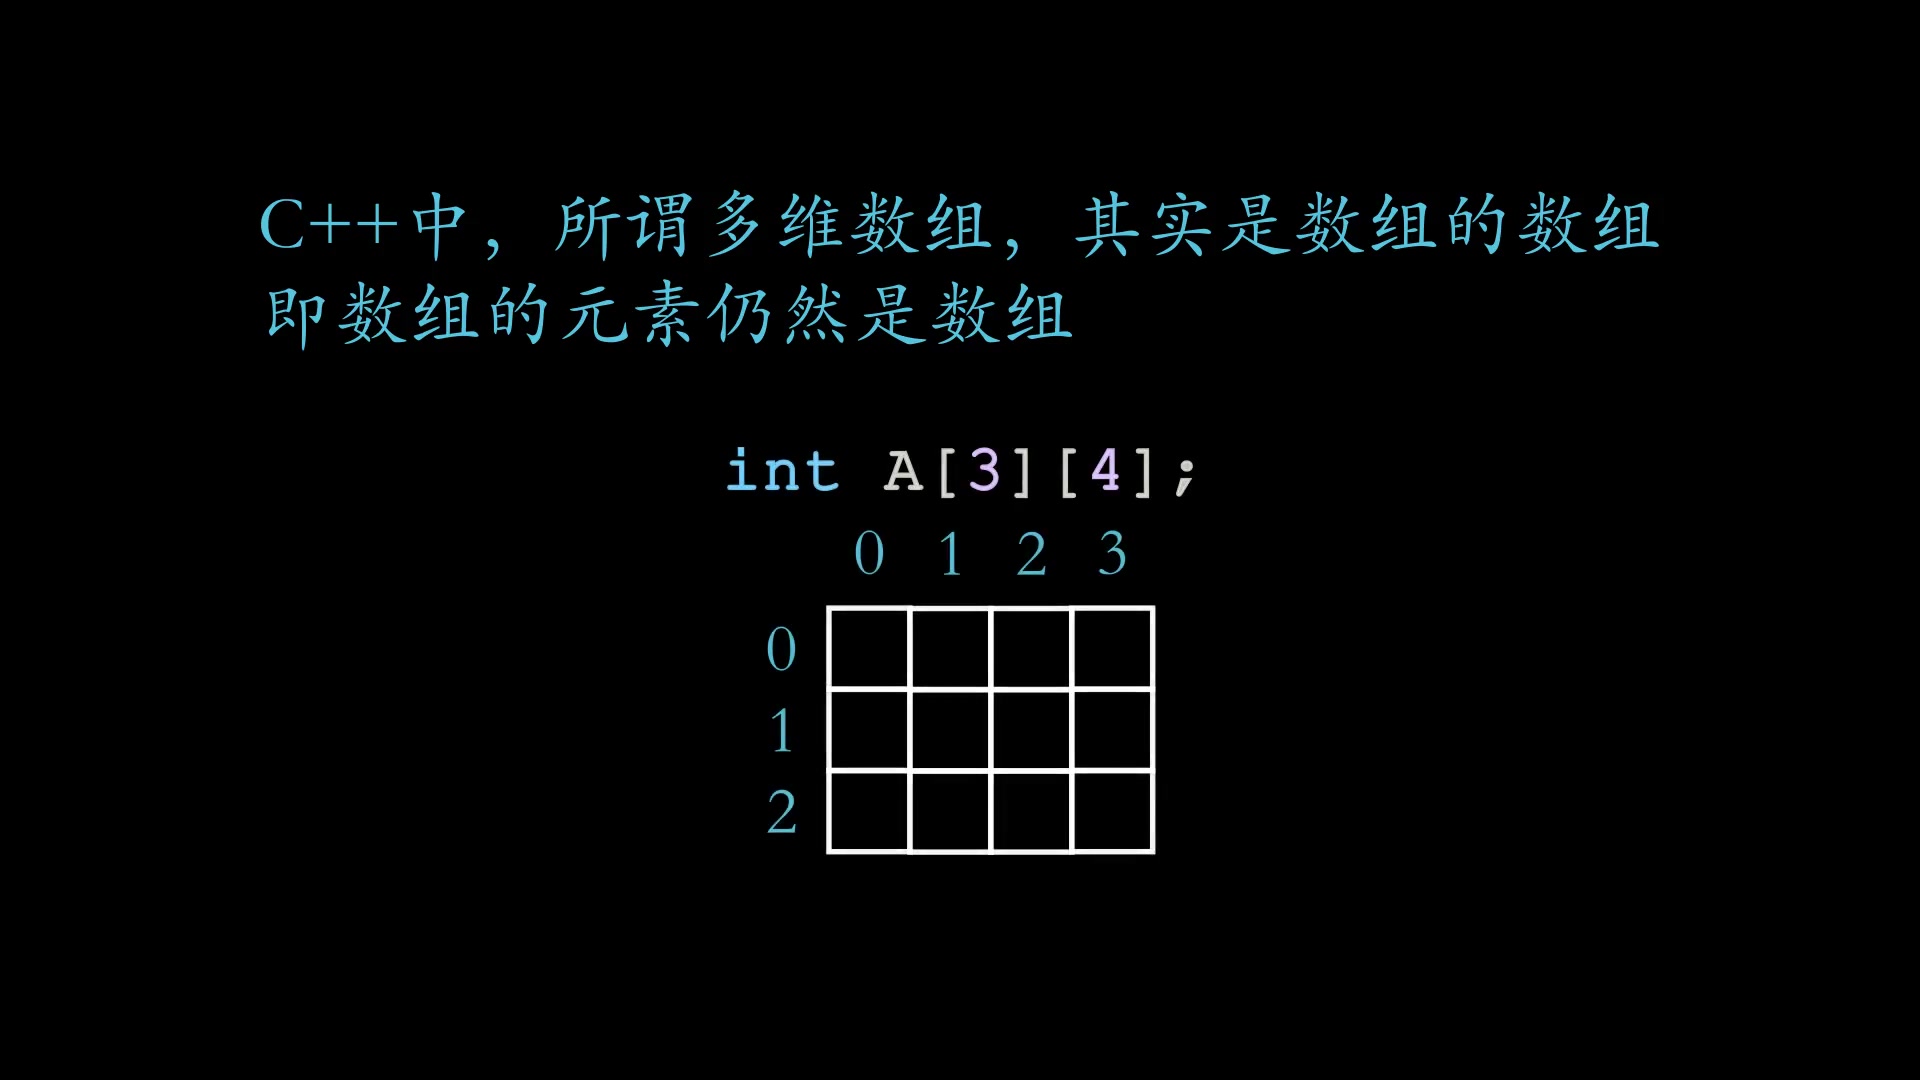 C++中，所谓多维数组，其实是数组的数组
即数组的元素仍然是数组
int A[3][4];
0 1 2 3
0
1
2